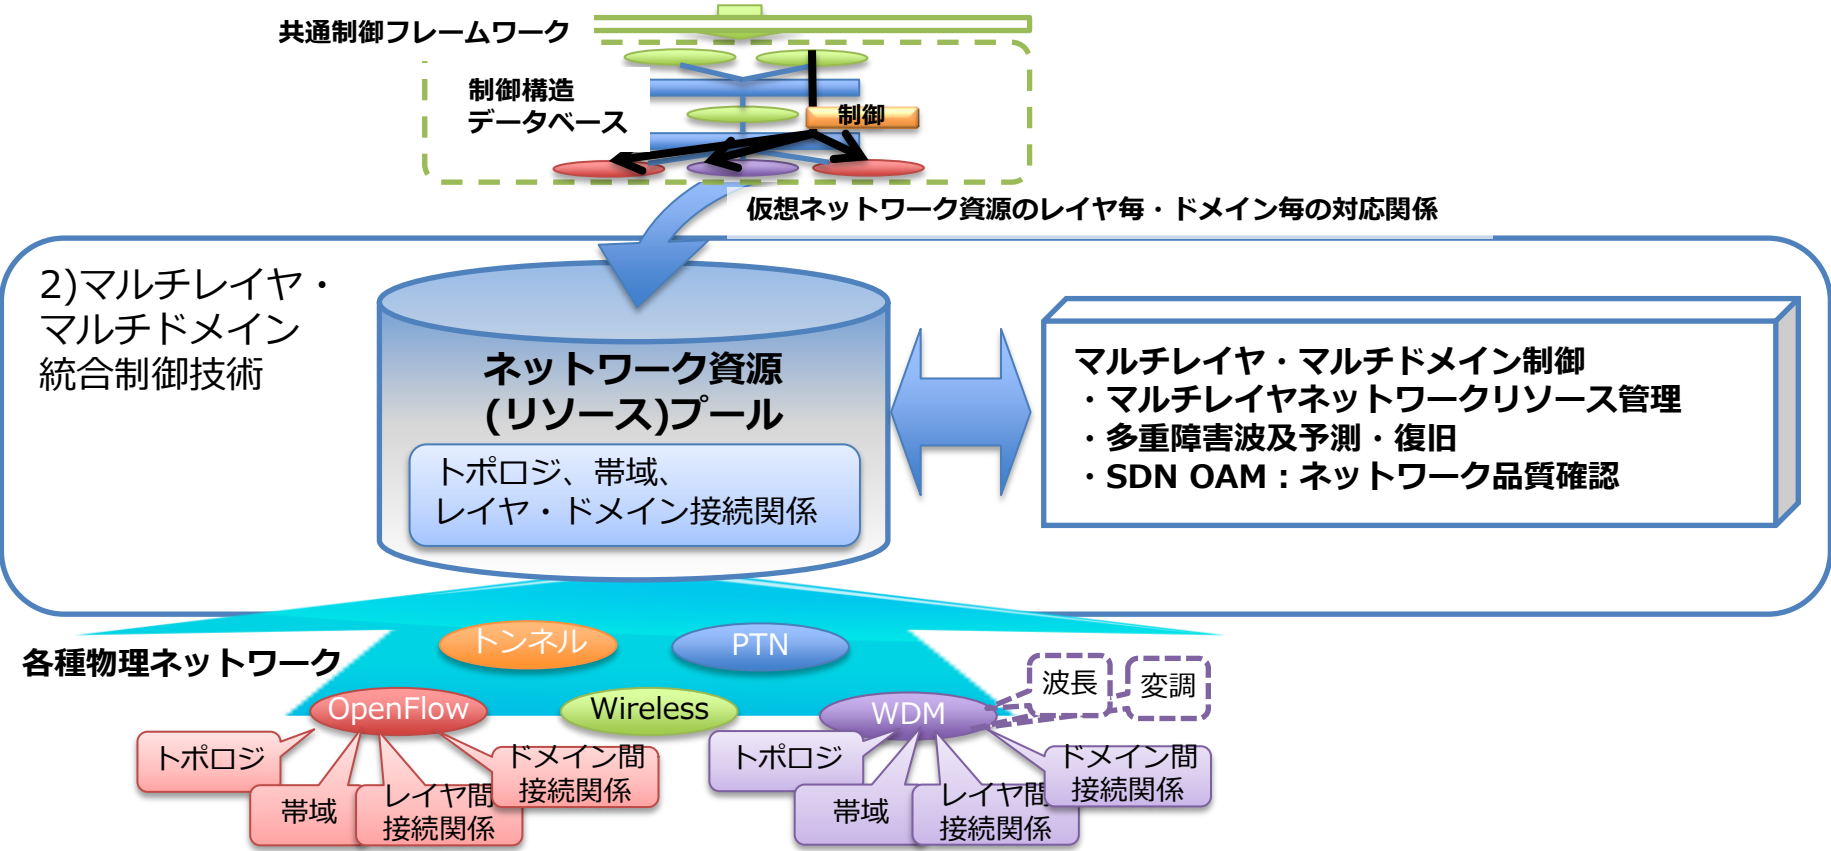 共通制御フレームワーク
制御構造
データベース
制御
仮想ネットワーク資源のレイヤ毎・ドメイン毎の対応関係
2)マルチレイヤ・
マルチドメイン
統合制御技術
ネットワーク資源
(リソース)プール
トポロジ、帯域、
レイヤ・ドメイン接続関係
マルチレイヤ・マルチドメイン制御
・マルチレイヤネットワークリソース管理
・多重障害波及予測・復旧
・SDN OAM：ネットワーク品質確認
各種物理ネットワーク
トンネル
PTN
OpenFlow
Wireless
WDM
波長
変調
トポロジ
帯域
レイヤ間
接続関係
ドメイン間
接続関係
トポロジ
帯域
レイヤ間
接続関係
ドメイン間
接続関係